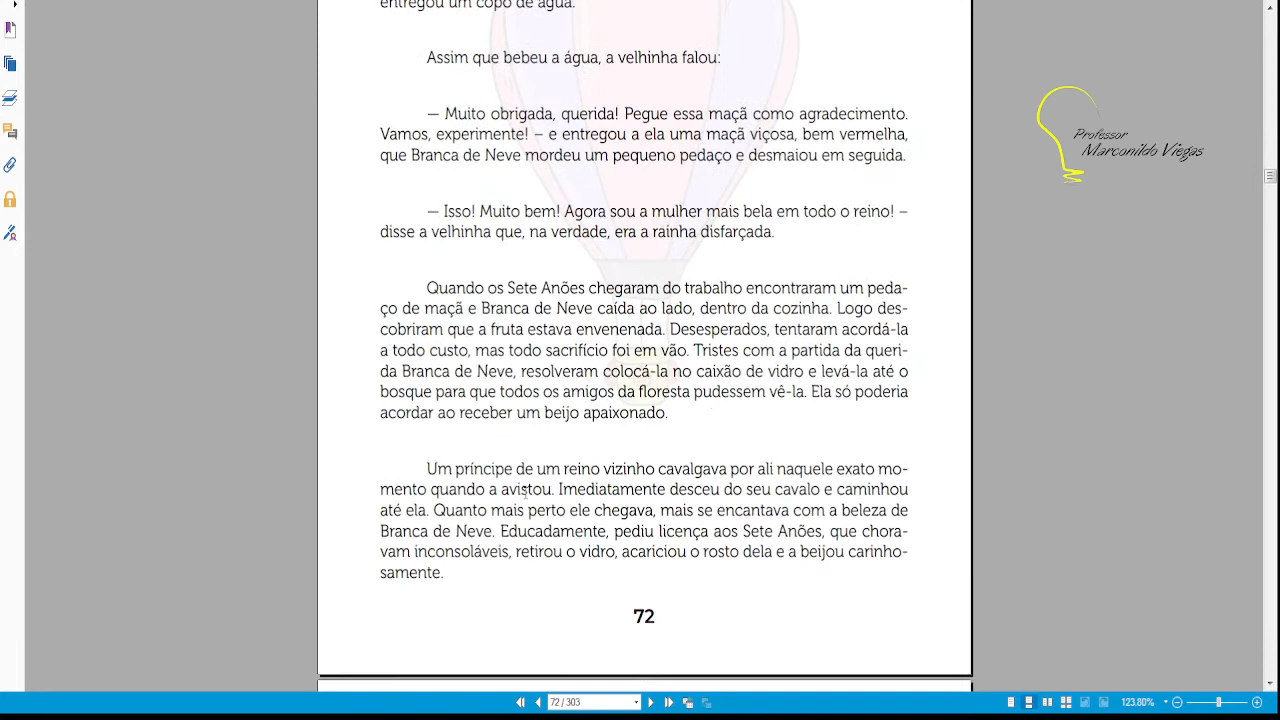 entregou um copo de água.
Assim que bebeu a água, a velhinha falou:
— Muito obrigada, querida! Pegue essa maçã como agradecimento.
Vamos, experimente! – e entregou a ela uma maçã viçosa, bem vermelha,
que Branca de Neve mordeu um pequeno pedaço e desmaiou em seguida.
— Isso! Muito bem! Agora sou a mulher mais bela em todo o reino! –
disse a velhinha que, na verdade, era a rainha disfarçada.
Quando os Sete Anões chegaram do trabalho encontraram um peda-
ço de maçã e Branca de Neve caída ao lado, dentro da cozinha. Logo des-
cobriram que a fruta estava envenenada. Desesperados, tentaram acordá-la
a todo custo, mas todo sacrifício foi em vão. Tristes com a partida da queri-
da Branca de Neve, resolveram colocá-la no caixão de vidro e levá-la até o
bosque para que todos os amigos da floresta pudessem vê-la. Ela só poderia
acordar ao receber um beijo apaixonado.
Um príncipe de um reino vizinho cavalgava por ali naquele exato mo-
mento quando a avistou. Imediatamente desceu do seu cavalo e caminhou
até ela. Quanto mais perto ele chegava, mais se encantava com a beleza de
Branca de Neve. Educadamente, pediu licença aos Sete Anões, que chora-
vam inconsoláveis, retirou o vidro, acariciou o rosto dela e a beijou carinho-
samente.
72
Professor
Marconildo Viegas
72 / 303
123.80%